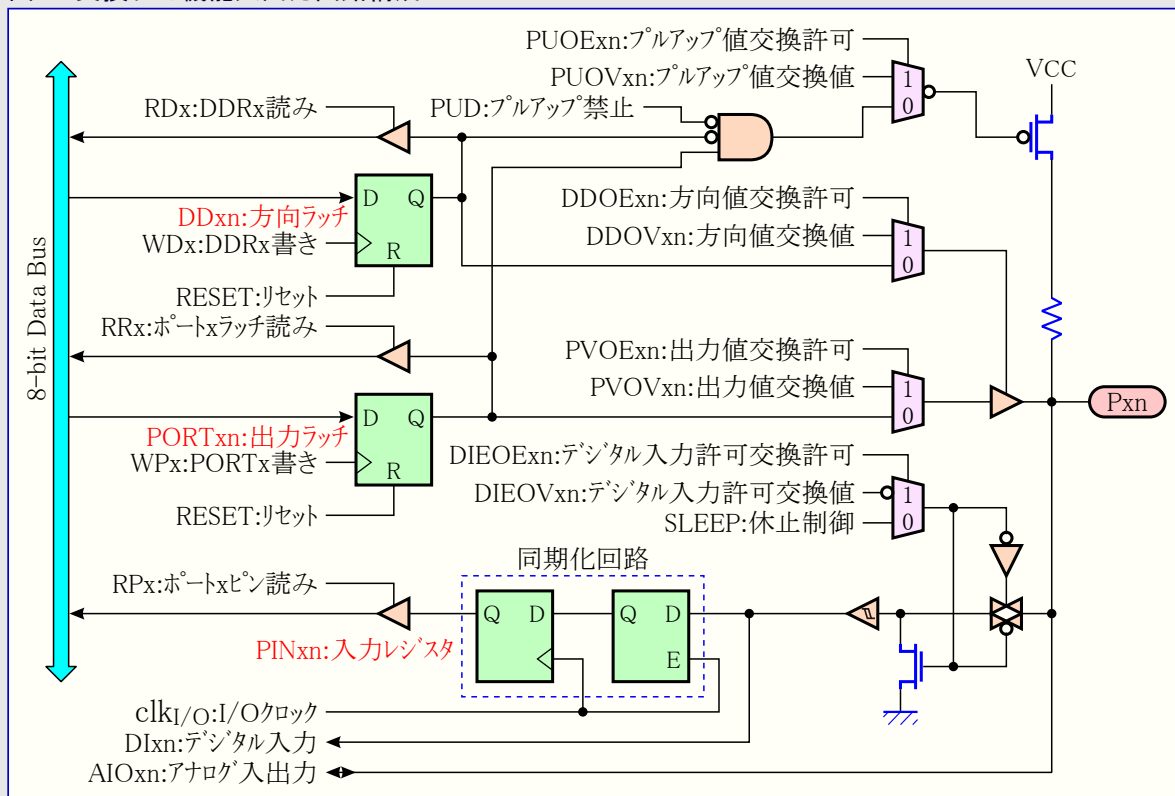 PUOExn:プルアップ値交換許可
PUOVxn:プルアップ値交換値
1
0
VCC
RDx:DDRx読み
PUD:プルアップ禁止
D Q
DDxn:方向ラッチ
WDx:DDRx書き
R
DDOExn:方向値交換許可
DDOVxn:方向値交換値
1
0
RESET:リセット
8-bit Data Bus
RRx:ポートxラッチ読み
PVOExn:出力値交換許可
PVOVxn:出力値交換値
1
0
Pxn
D Q
PORTxn:出力ラッチ
WPx:PORTx書き
R
DIEOExn:デジタル入力許可交換許可
DIEOVxn:デジタル入力許可交換値
1
0
RESET:リセット
SLEEP:休止制御
同期化回路
RPx:ポートxピン読み
Q D
Q D
E
PINxn:入力レジスタ
clkI/O:I/Oクロック
DIxn:デジタル入力
AIOxn:アナログ入出力